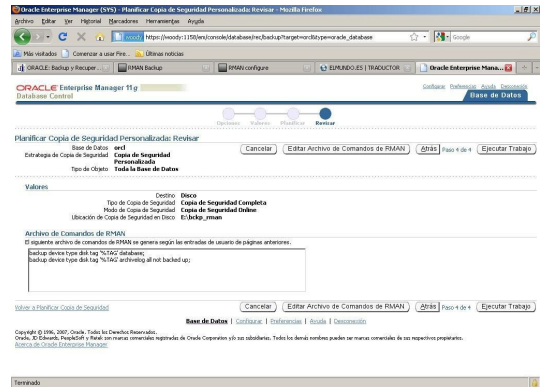 Oracle Enterprise Manager (SYS) - Planificar Copia de Seguridad Personalizada: Revisar - Mozilla Firefox
Archivo Editar Ver Historial Marcadores Herramientas Ayuda
woody https://woody:1158/em/console/database/rec/backup?target=orcl&type=oracle_database
Google
Más visitados Comenzar a usar Fire... Últimas noticias
ORACLE: Backup y Recuper... RMAN Backup RMAN configure ELMUNDO.ES | TRADUCTOR Oracle Enterprise Mana...
ORACLE Enterprise Manager 11g
Database Control
Configurar Preferencias Ayuda Desconexión
Base de Datos
Opciones Valores Planificar Revisar
Planificar Copia de Seguridad Personalizada: Revisar
Base de Datos orcl
Estrategia de Copia de Seguridad Copia de Seguridad Personalizada
Tipo de Objeto Toda la Base de Datos
Cancelar Editar Archivo de Comandos de RMAN Atrás Paso 4 de 4 Ejecutar Trabajo
Valores
Destino Disco
Tipo de Copia de Seguridad Copia de Seguridad Completa
Modo de Copia de Seguridad Copia de Seguridad Online
Ubicación de Copia de Seguridad en Disco E:\bckp_rman
Archivo de Comandos de RMAN
El siguiente archivo de comandos de RMAN se genera según las entradas de usuario de páginas anteriores.
backup device type disk tag '%TAG' database;
backup device type disk tag '%TAG' archivelog all not backed up;
Volver a Planificar Copia de Seguridad
Cancelar Editar Archivo de Comandos de RMAN Atrás Paso 4 de 4 Ejecutar Trabajo
Base de Datos | Configurar | Preferencias | Ayuda | Desconexión
Copyright © 1996, 2007, Oracle. Todos los Derechos Reservados.
Oracle, JD Edwards, PeopleSoft y Retek son marcas comerciales registradas de Oracle Corporation y/o sus subsidiarias. Todos los demás nombres pueden ser marcas comerciales de sus respectivos propietarios.
Acerca de Oracle Enterprise Manager
Terminado